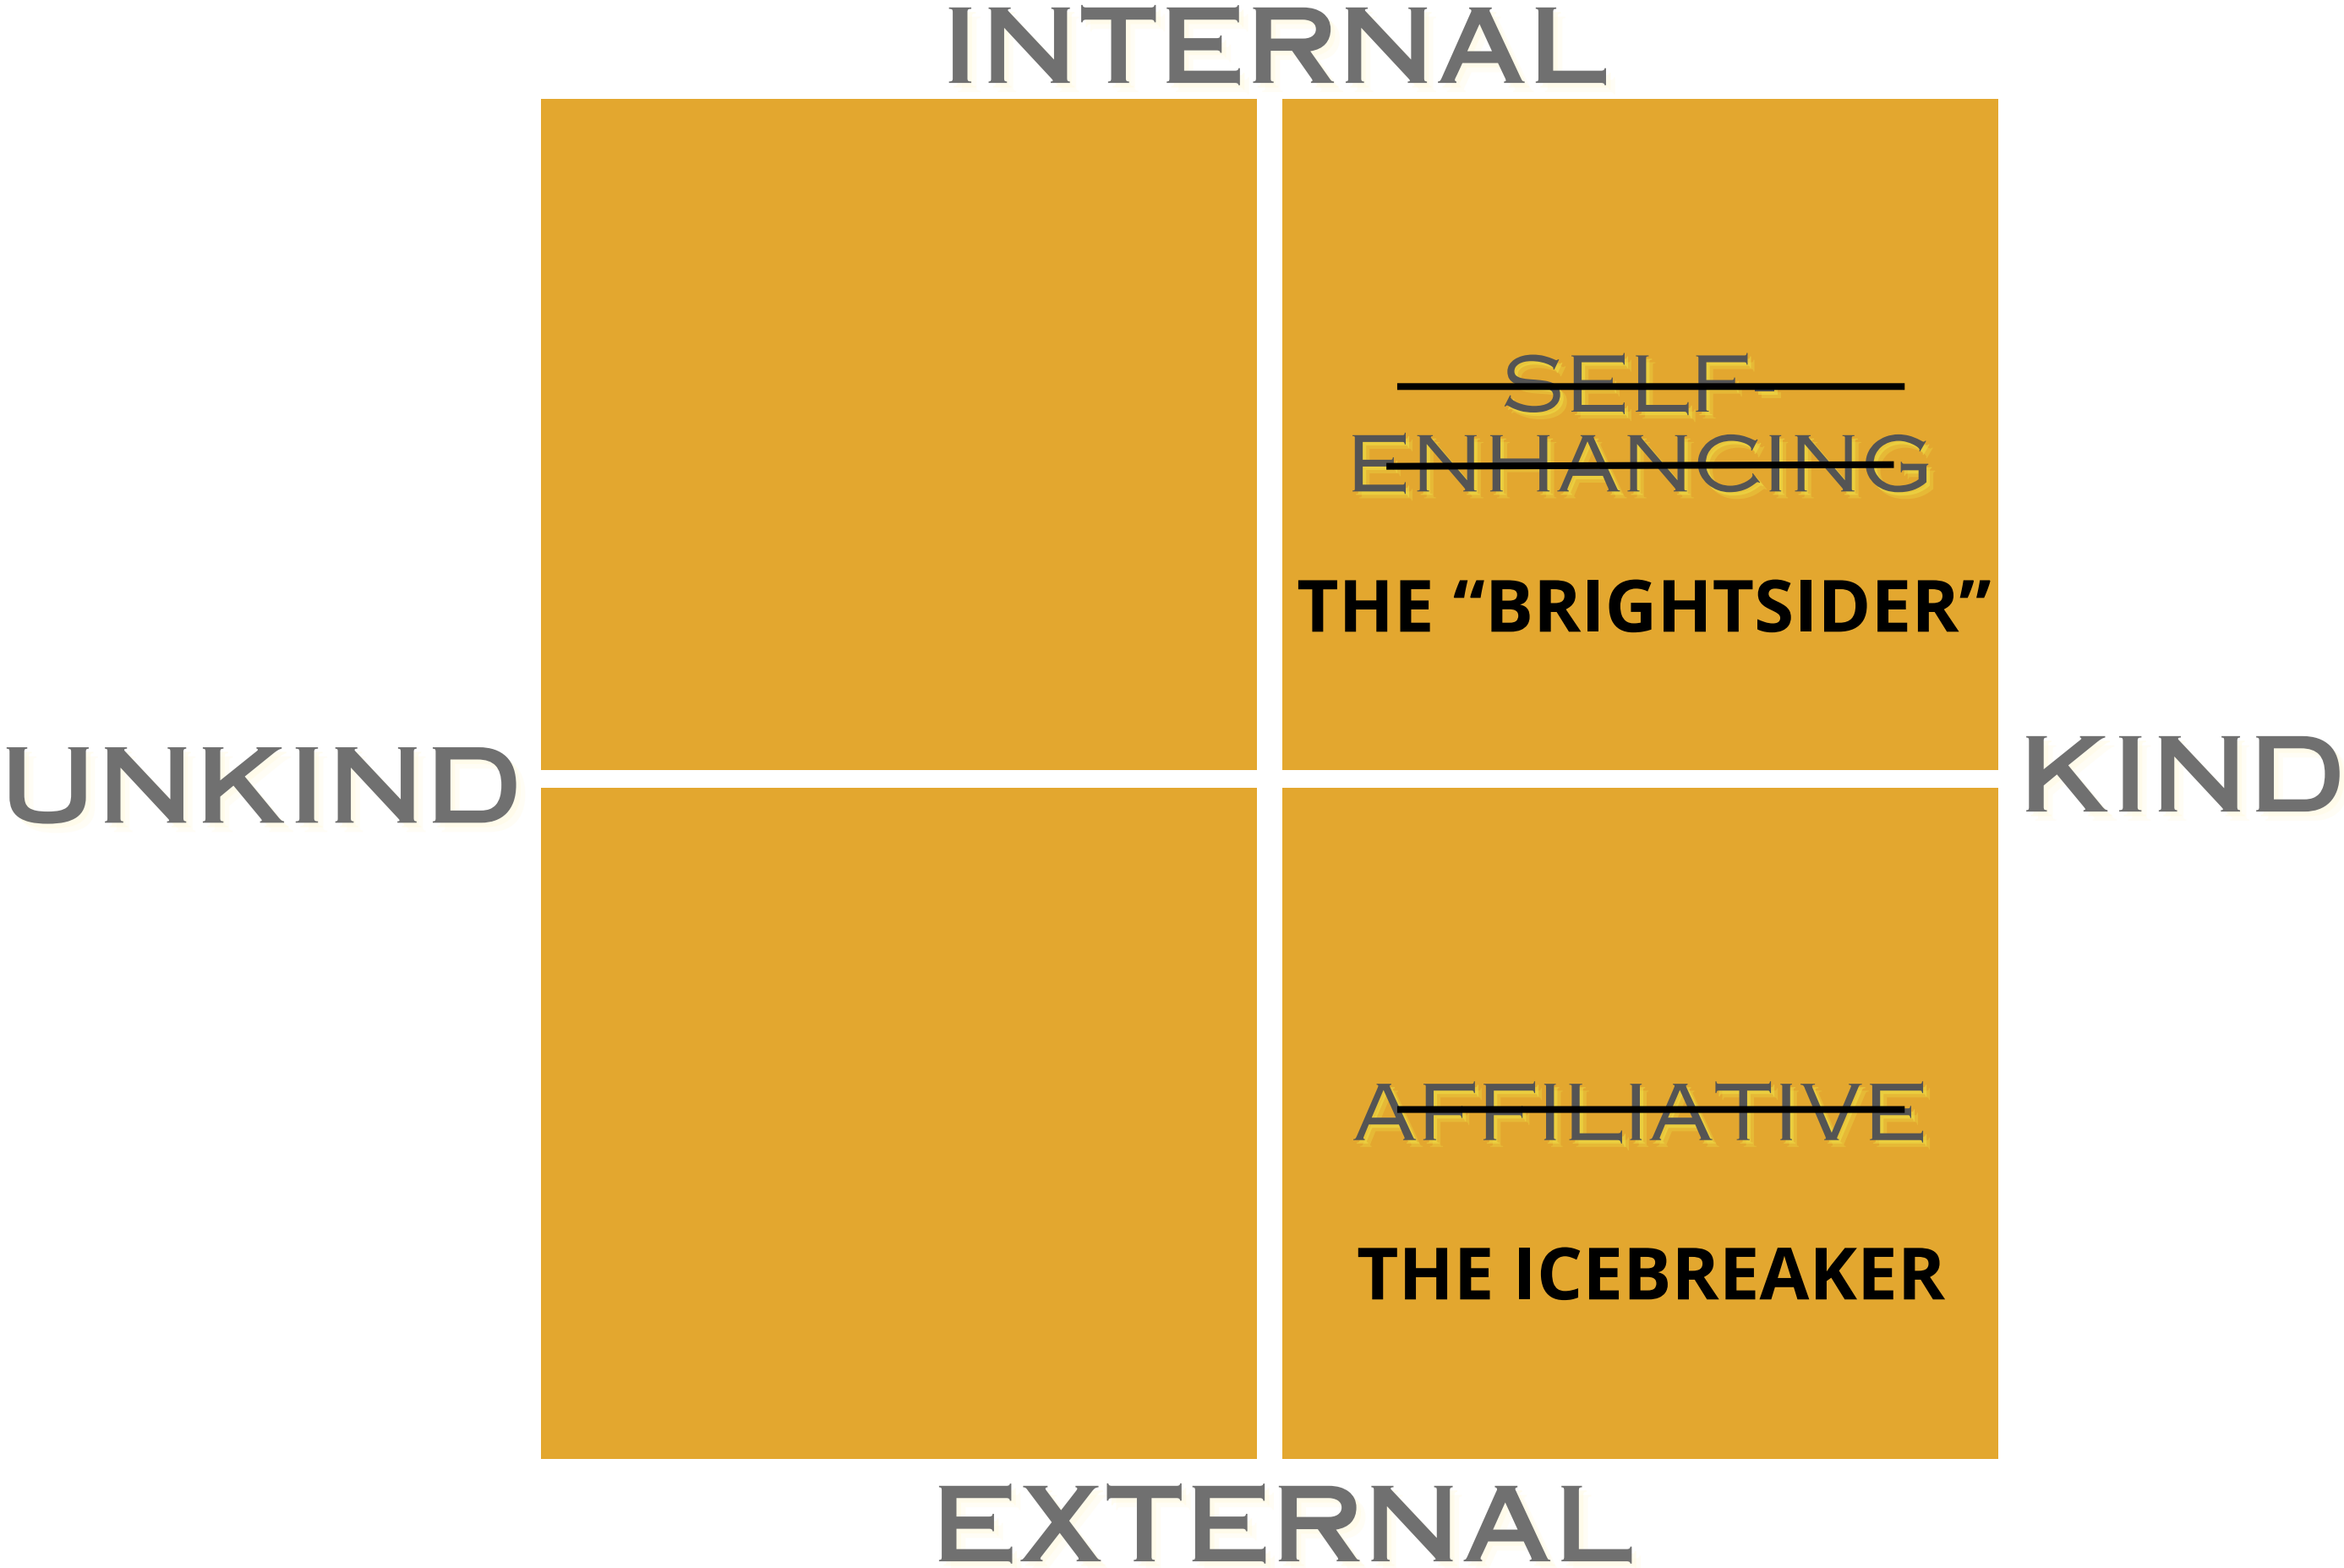 INTERNAL
SELF-
ENHANCING
THE “BRIGHTSIDER”
UNKIND
KIND
AFFILIATIVE
THE ICEBREAKER
EXTERNAL